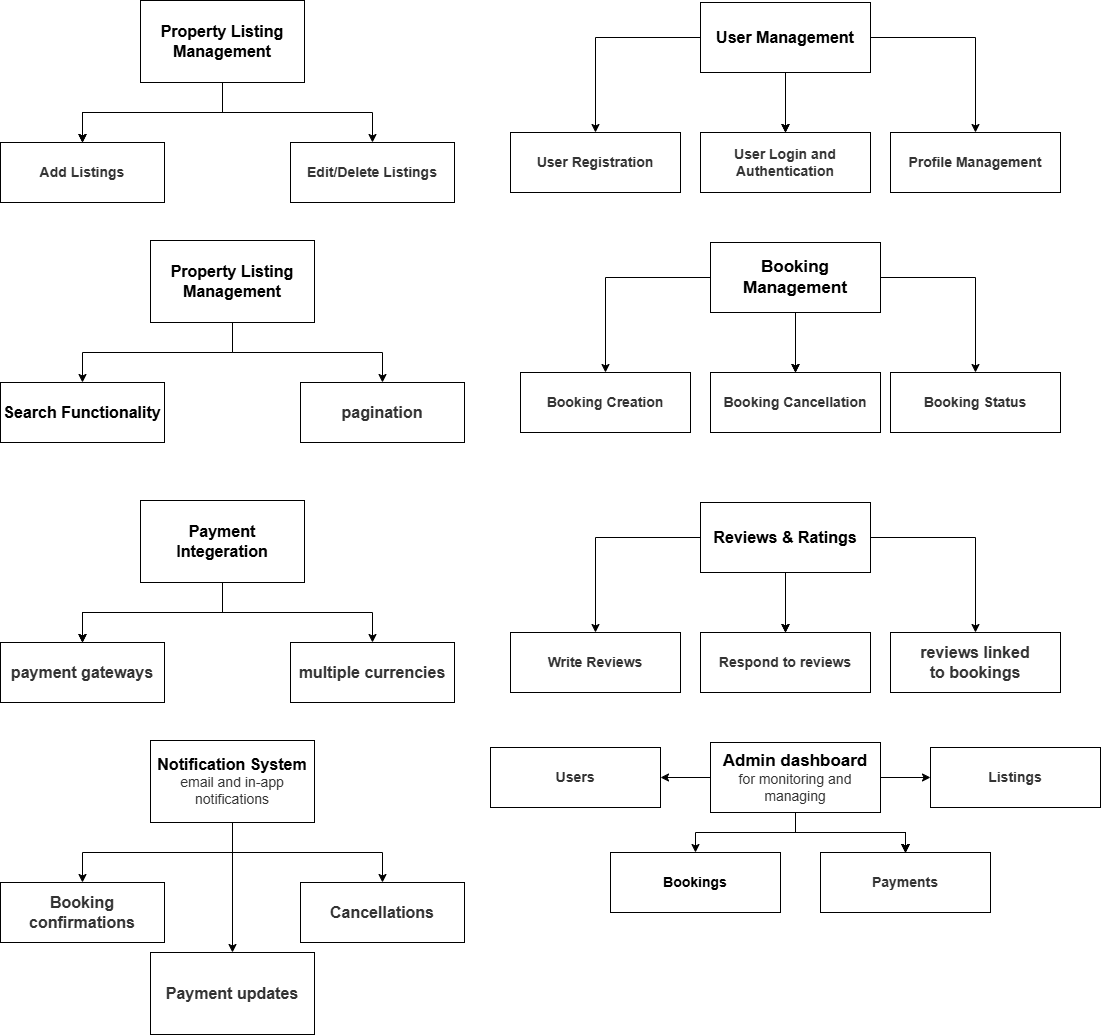 Property Listing
Management
Add Listings
Edit/Delete Listings
User Management
User Registration
User Login and
Authentication
Profile Management
Property Listing
Management
Search Functionality
pagination
Booking
Management
Booking Creation
Booking Cancellation
Booking Status
Payment
Integeration
payment gateways
multiple currencies
Reviews & Ratings
Write Reviews
Respond to reviews
reviews linked
to bookings
Notification System
email and in-app
notifications
Booking
confirmations
Cancellations
Payment updates
Admin dashboard
for monitoring and
managing
Users
Listings
Bookings
Payments